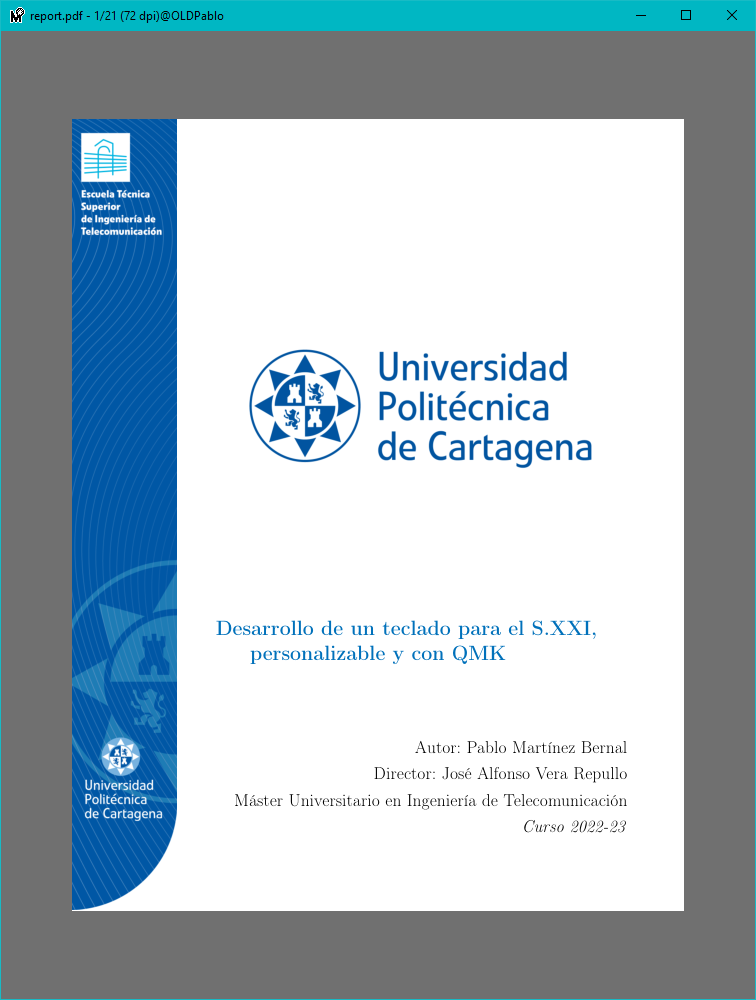 report.pdf - 1/21 (72 dpi)@OLDPablo
Escuela Técnica
Superior
de Ingeniería de
Telecomunicación
Universidad
Politécnica
de Cartagena
Desarrollo de un teclado para el S.XXI,
personalizable y con QMK
Autor: Pablo Martínez Bernal
Director: José Alfonso Vera Repullo
Máster Universitario en Ingeniería de Telecomunicación
Curso 2022-23
Universidad
Politécnica
de Cartagena